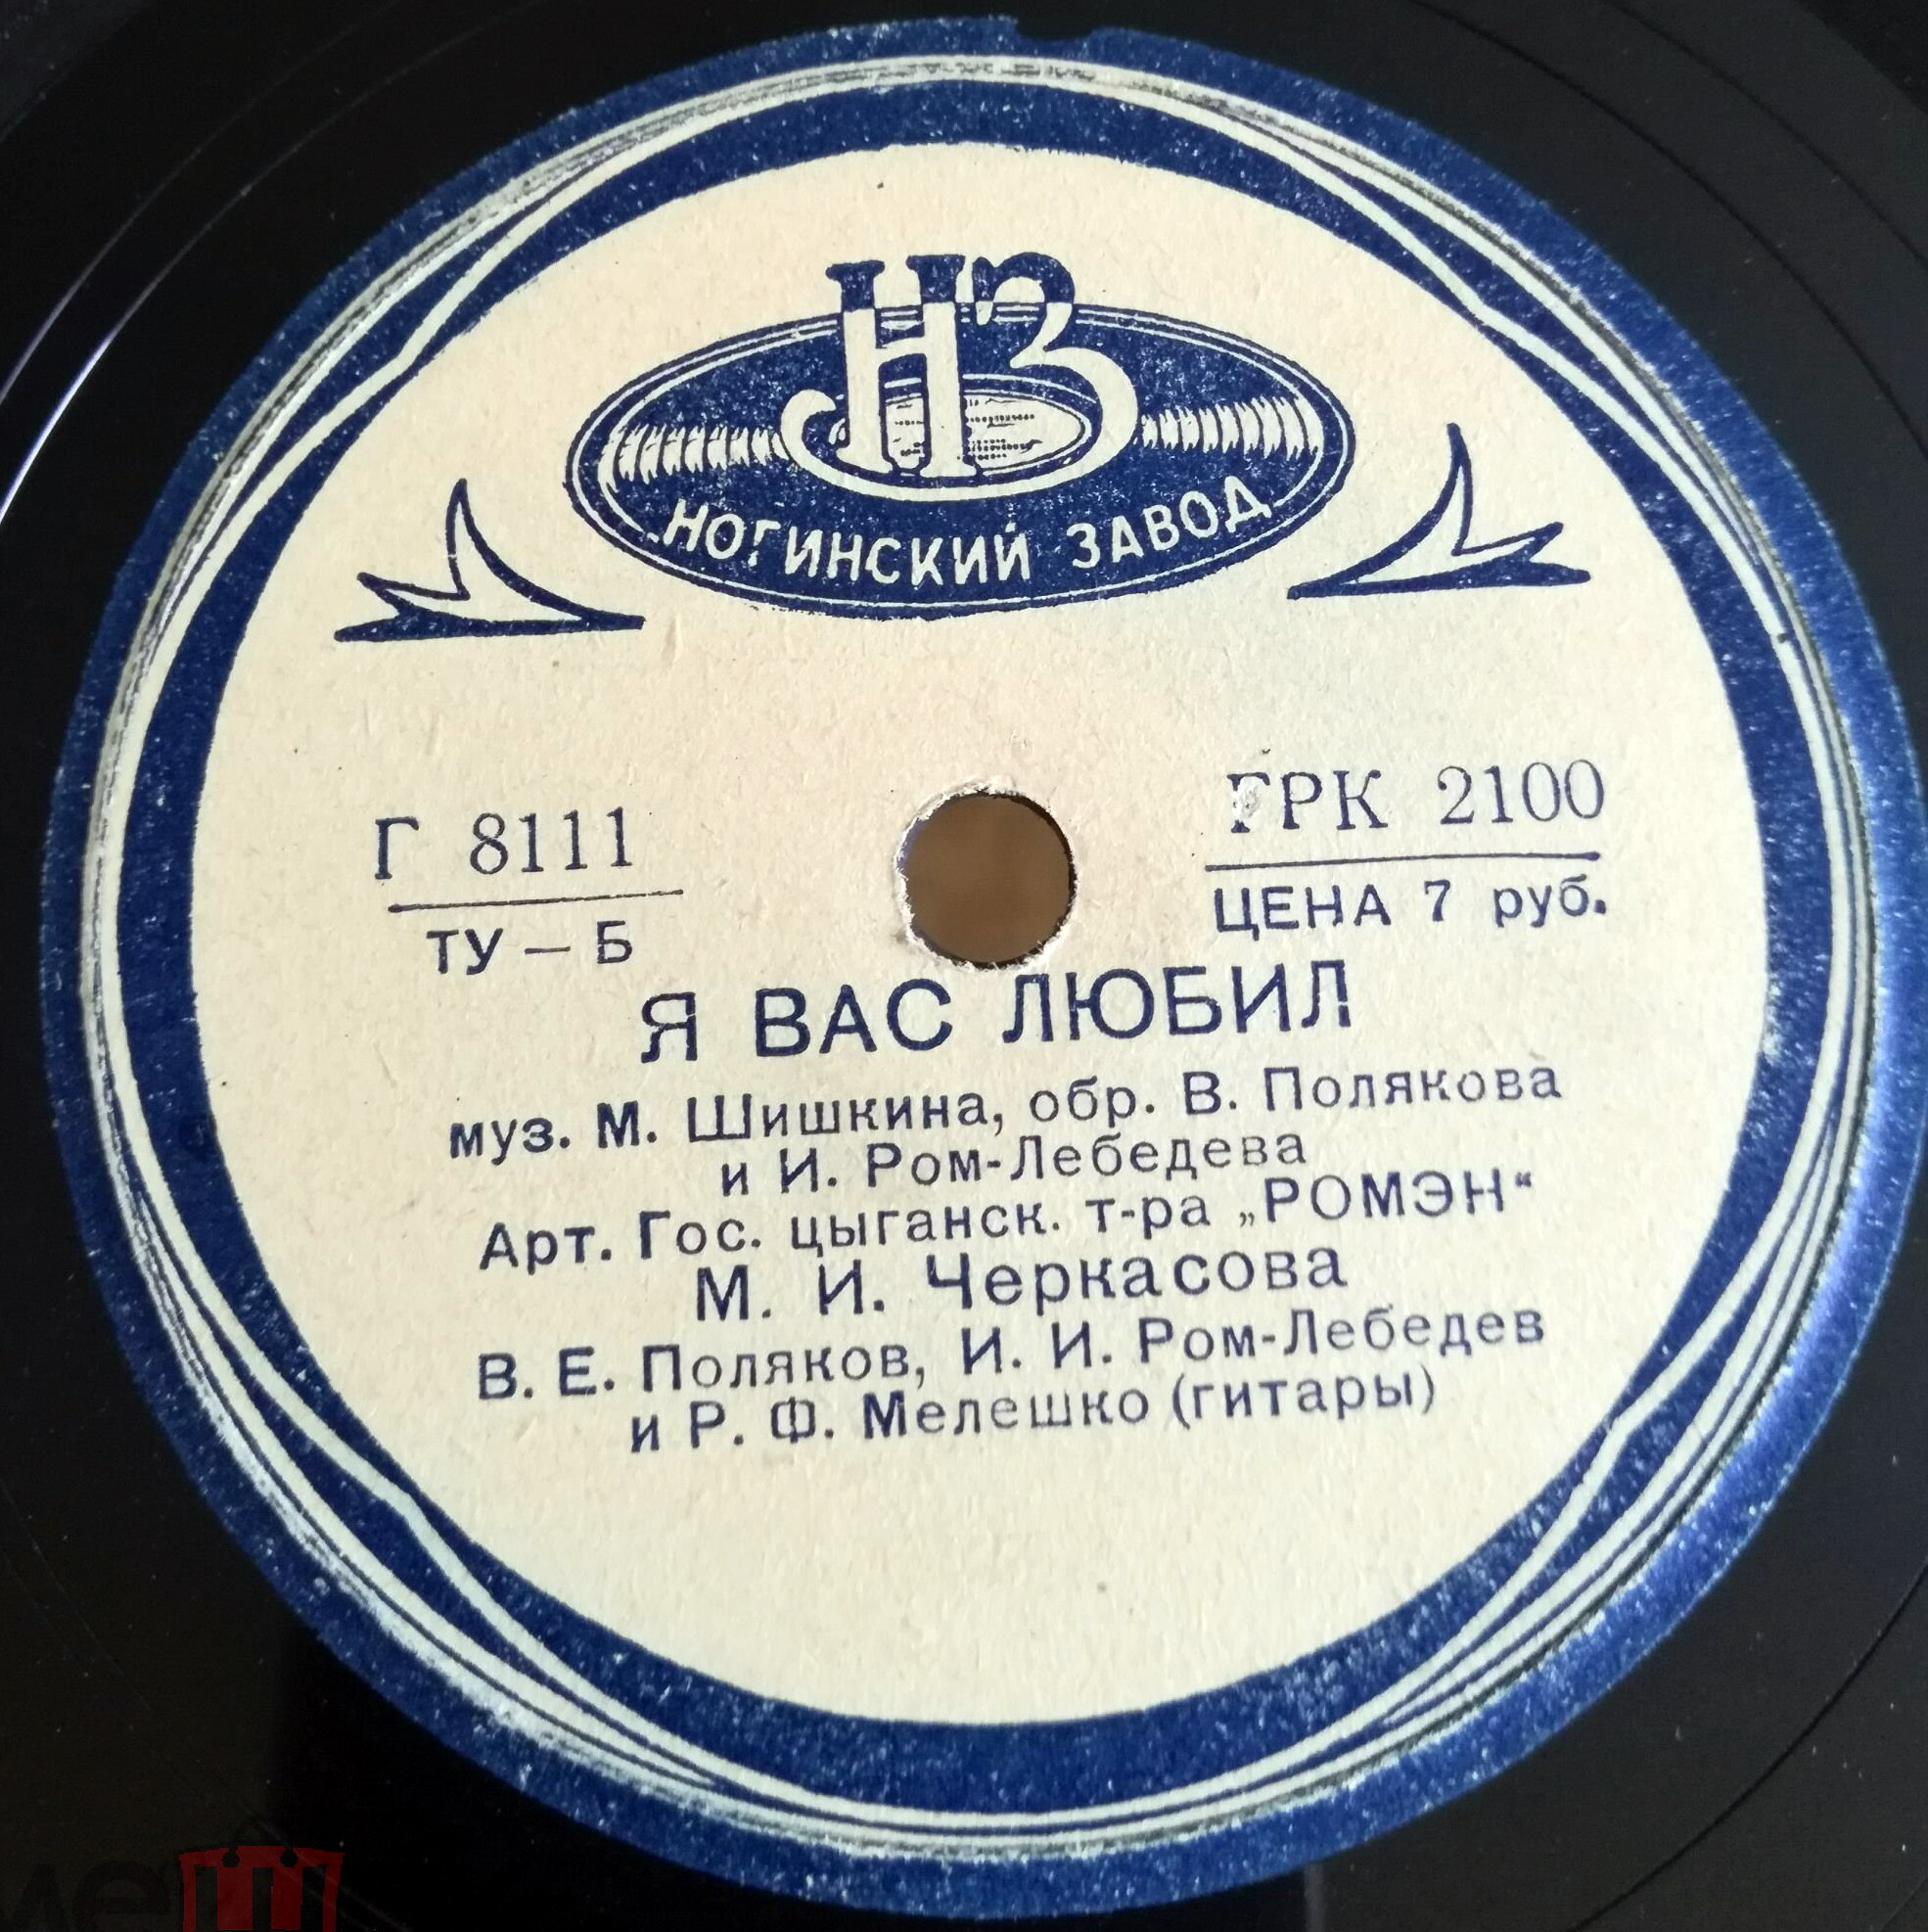 НЗ
НОГИНСКИЙ ЗАВОД
Г 8111
ТУ – Б
ГРК 2100
ЦЕНА 7 руб.
Я ВАС ЛЮБИЛ
муз. М. Шишкина, обр. В. Полякова
и И. Ром-Лебедева
Арт. Гос. цыганск. т-ра „РОМЭН“
М. И. Черкасова
В. Е. Поляков, И. И. Ром-Лебедев
и Р. Ф. Мелешко (гитары)